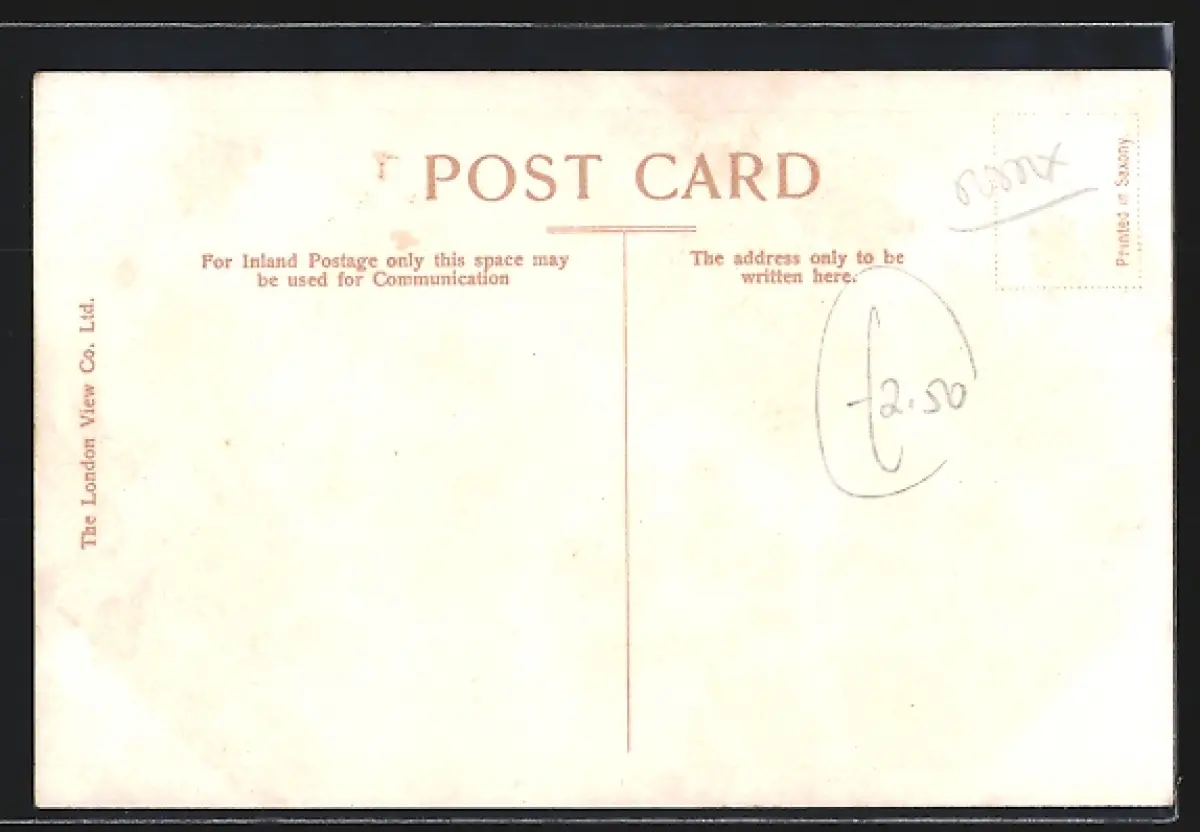 POST CARD
For Inland Postage only this space may
be used for Communication
The address only to be
written here.
Printed in Saxony
The London View Co. Ltd.
£2.50